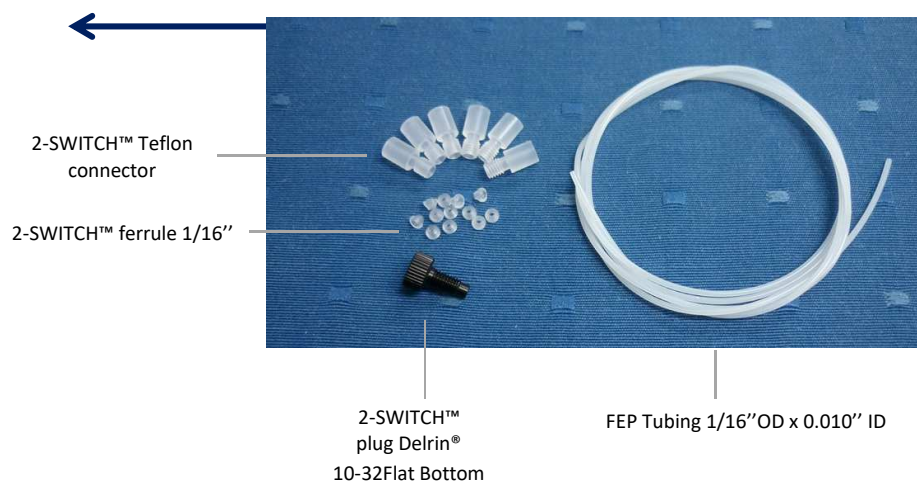 2-SWITCH™ Teflon
connector
2-SWITCH™ ferrule 1/16’’
2-SWITCH™
plug Delrin®
10-32Flat Bottom
FEP Tubing 1/16’’OD x 0.010’’ ID